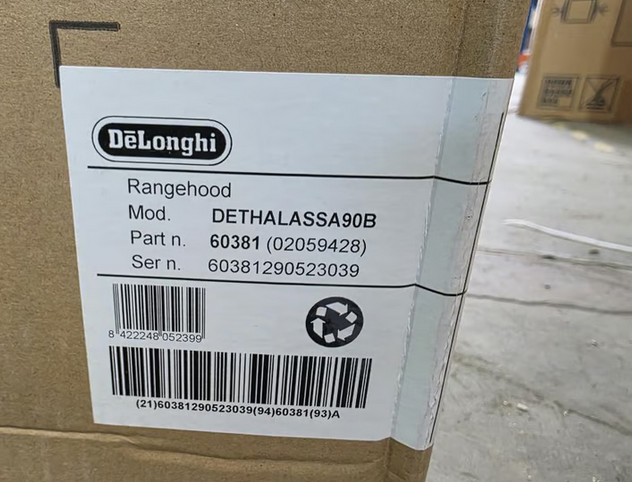 DēLonghi
Rangehood
Mod. DETHALASSA90B
Part n. 60381 (02059428)
Ser n. 60381290523039
8 422248 052399
(21)60381290523039(94)60381(93)A